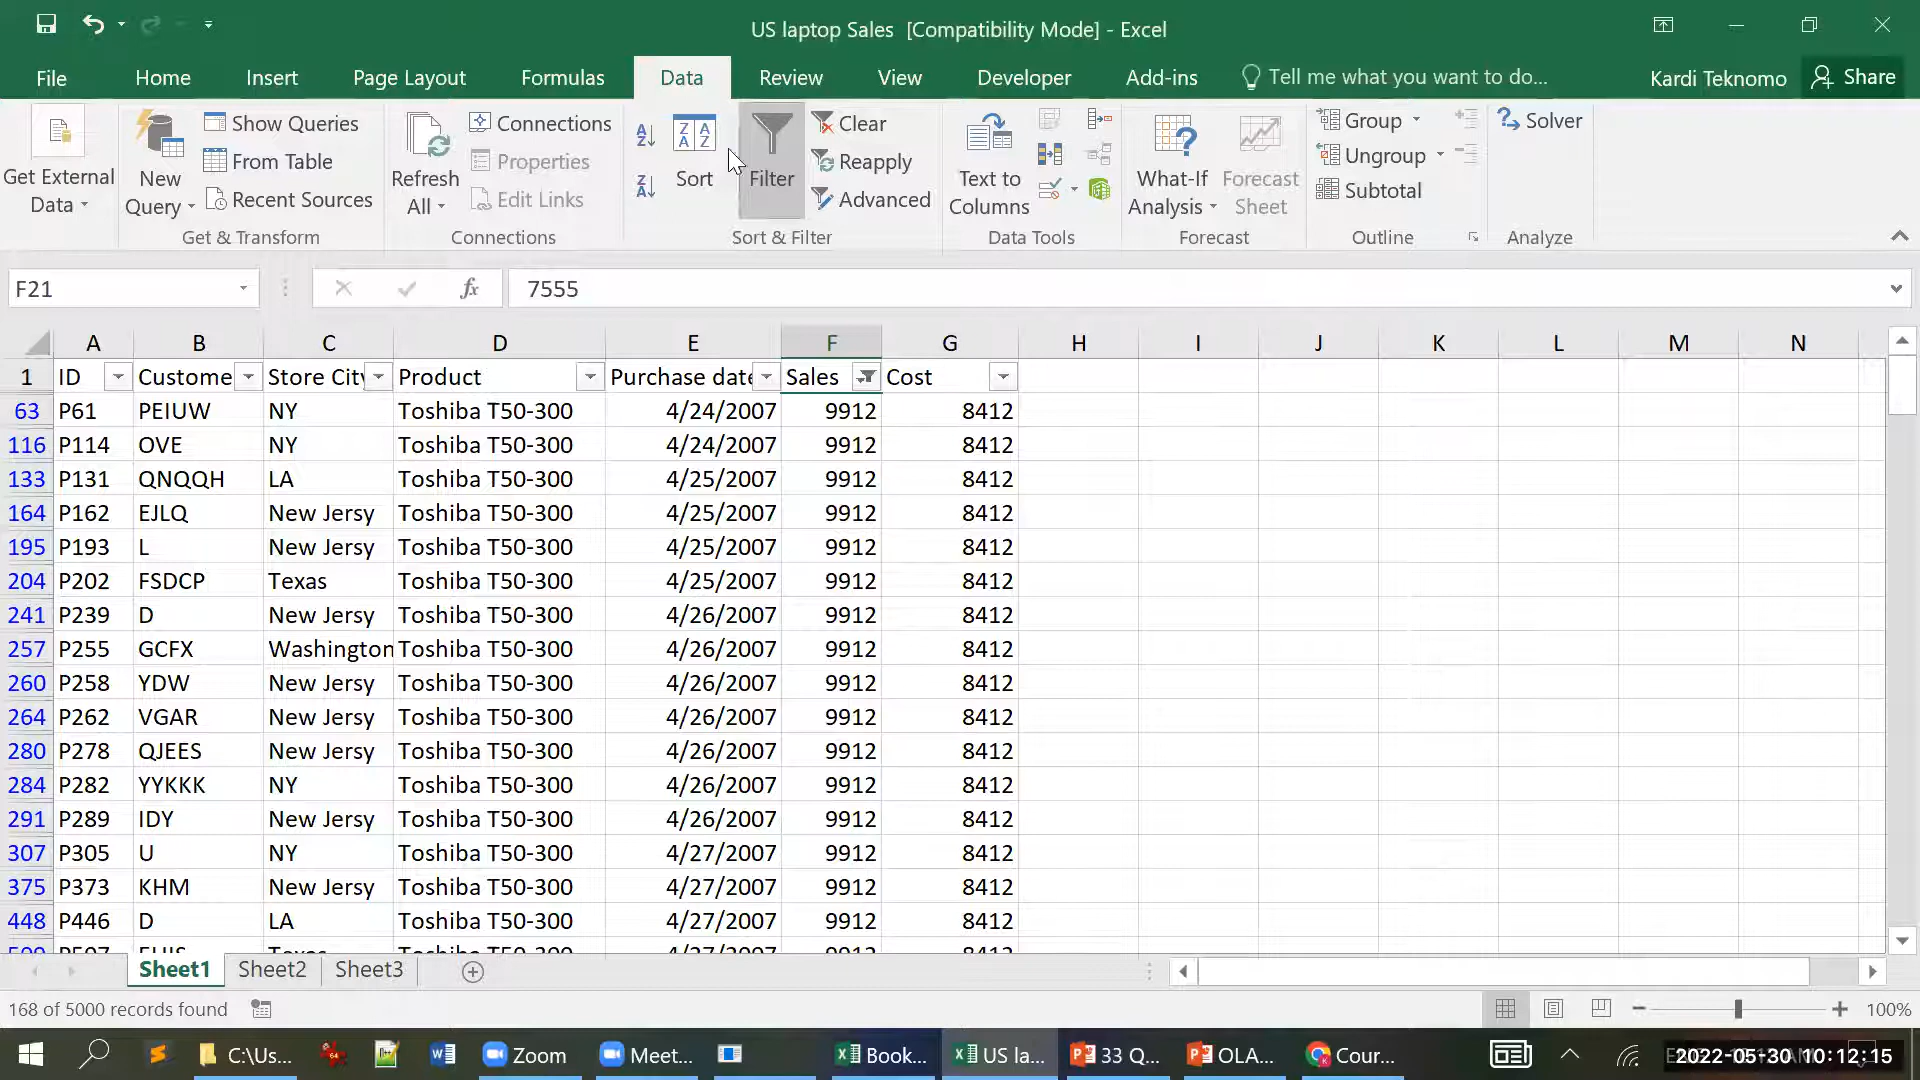 US laptop Sales [Compatibility Mode] - Excel
File Home Insert Page Layout Formulas Data Review View Developer Add-ins Tell me what you want to do... Kardi Teknomo Share
Get External Data
New Query
Show Queries
From Table
Recent Sources
Get & Transform
Refresh All
Connections
Properties
Edit Links
Connections
Sort
Filter
Clear
Reapply
Advanced
Sort & Filter
Text to Columns
Data Tools
What-If Analysis
Forecast Sheet
Forecast
Group
Ungroup
Subtotal
Outline
Solver
Analyze
F21 fx 7555
A B C D E F G H I J K L M N
1 ID Custome Store City Product Purchase date Sales Cost
63 P61 PEIUW NY Toshiba T50-300 4/24/2007 9912 8412
116 P114 OVE NY Toshiba T50-300 4/24/2007 9912 8412
133 P131 QNQQH LA Toshiba T50-300 4/25/2007 9912 8412
164 P162 EJLQ New Jersy Toshiba T50-300 4/25/2007 9912 8412
195 P193 L New Jersy Toshiba T50-300 4/25/2007 9912 8412
204 P202 FSDCP Texas Toshiba T50-300 4/25/2007 9912 8412
241 P239 D New Jersy Toshiba T50-300 4/26/2007 9912 8412
257 P255 GCFX Washington Toshiba T50-300 4/26/2007 9912 8412
260 P258 YDW New Jersy Toshiba T50-300 4/26/2007 9912 8412
264 P262 VGAR New Jersy Toshiba T50-300 4/26/2007 9912 8412
280 P278 QJEES New Jersy Toshiba T50-300 4/26/2007 9912 8412
284 P282 YYKKK NY Toshiba T50-300 4/26/2007 9912 8412
291 P289 IDY New Jersy Toshiba T50-300 4/26/2007 9912 8412
307 P305 U NY Toshiba T50-300 4/27/2007 9912 8412
375 P373 KHM New Jersy Toshiba T50-300 4/27/2007 9912 8412
448 P446 D LA Toshiba T50-300 4/27/2007 9912 8412
Texas Toshiba T50-300 4/27/2007 9912 8412
Sheet1 Sheet2 Sheet3
168 of 5000 records found 100%
C:\Us... Zoom Meet... Book... US la... 33 Q... OLA... Cour... 2022-05-30 10:12:15